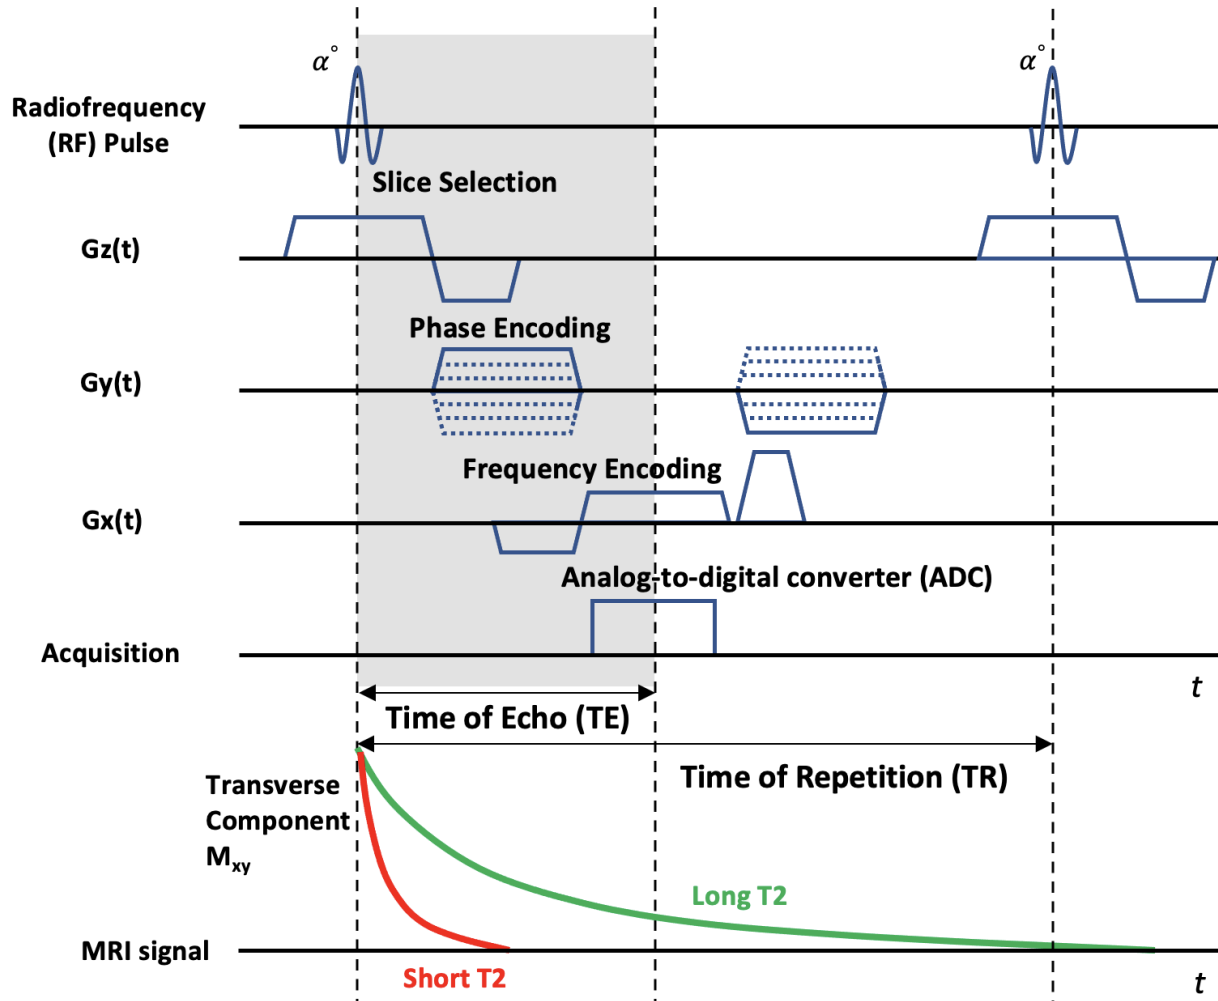 α° α°
Radiofrequency
(RF) Pulse
Slice Selection
Gz(t)
Phase Encoding
Gy(t)
Frequency Encoding
Gx(t)
Analog-to-digital converter (ADC)
Acquisition
t
Time of Echo (TE)
Time of Repetition (TR)
Transverse
Component
Mxy
Long T2
MRI signal
Short T2
t